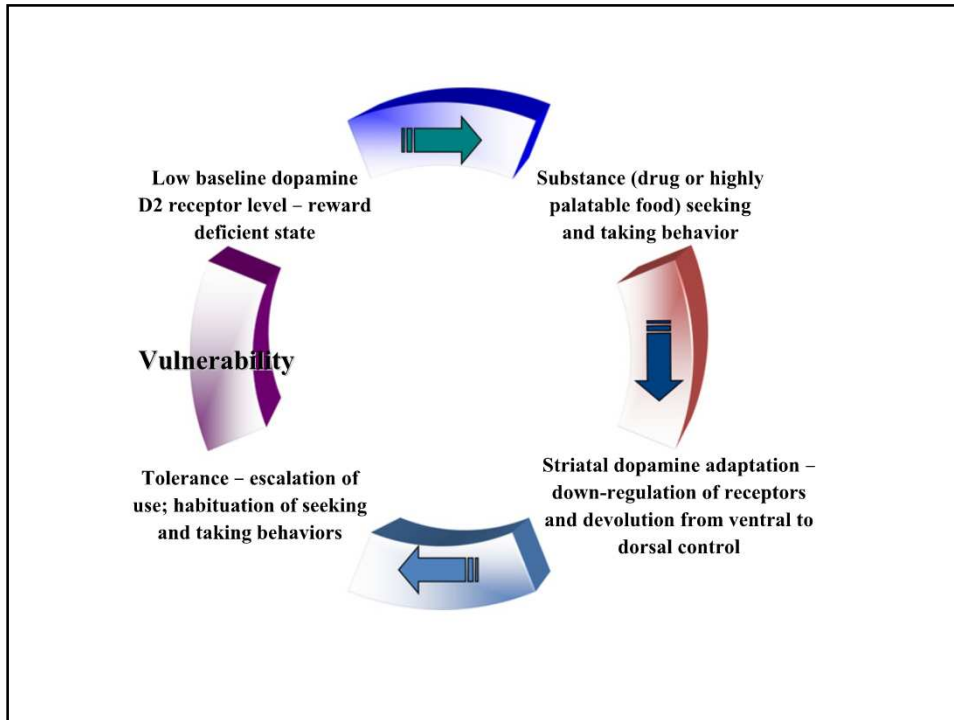 Low baseline dopamine
D2 receptor level – reward
deficient state
Substance (drug or highly
palatable food) seeking
and taking behavior
Vulnerability
Tolerance – escalation of
use; habituation of seeking
and taking behaviors
Striatal dopamine adaptation –
down-regulation of receptors
and devolution from ventral to
dorsal control